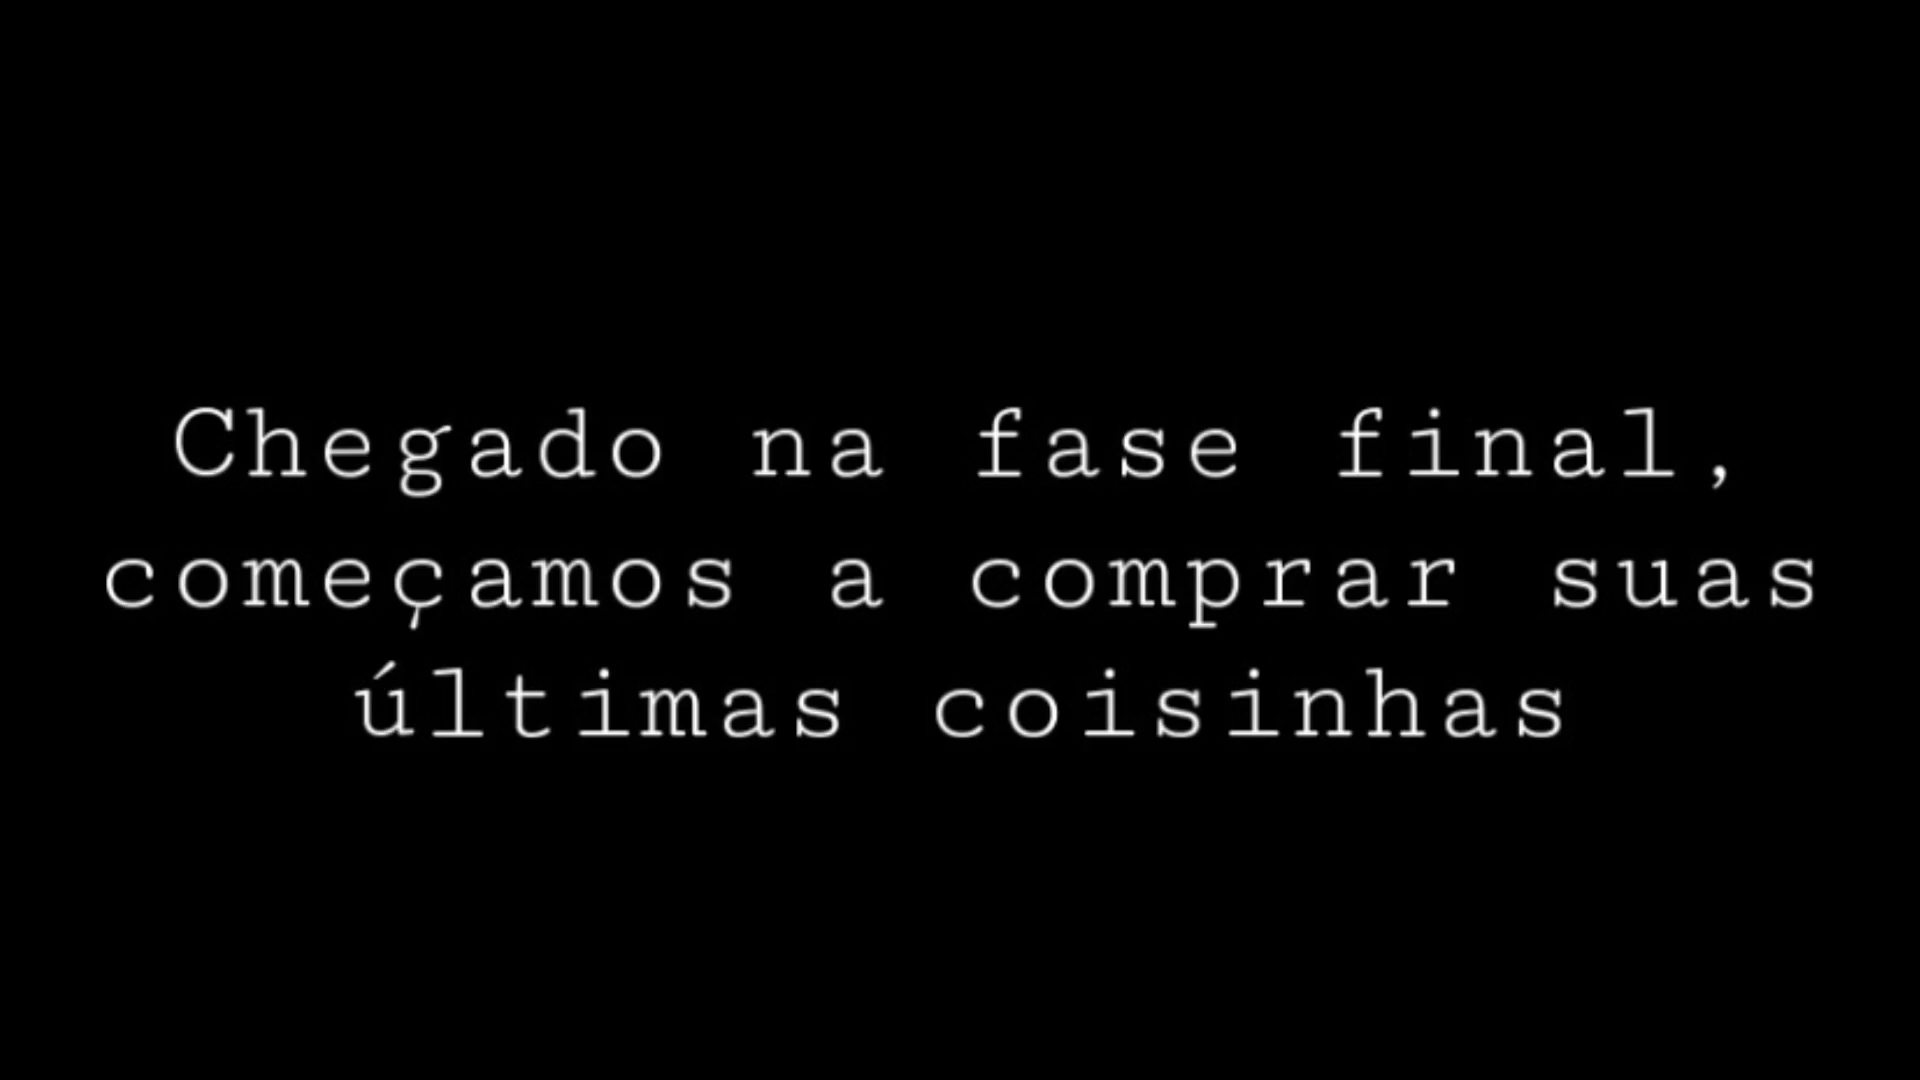 Chegado na fase final,
começamos a comprar suas
últimas coisinhas